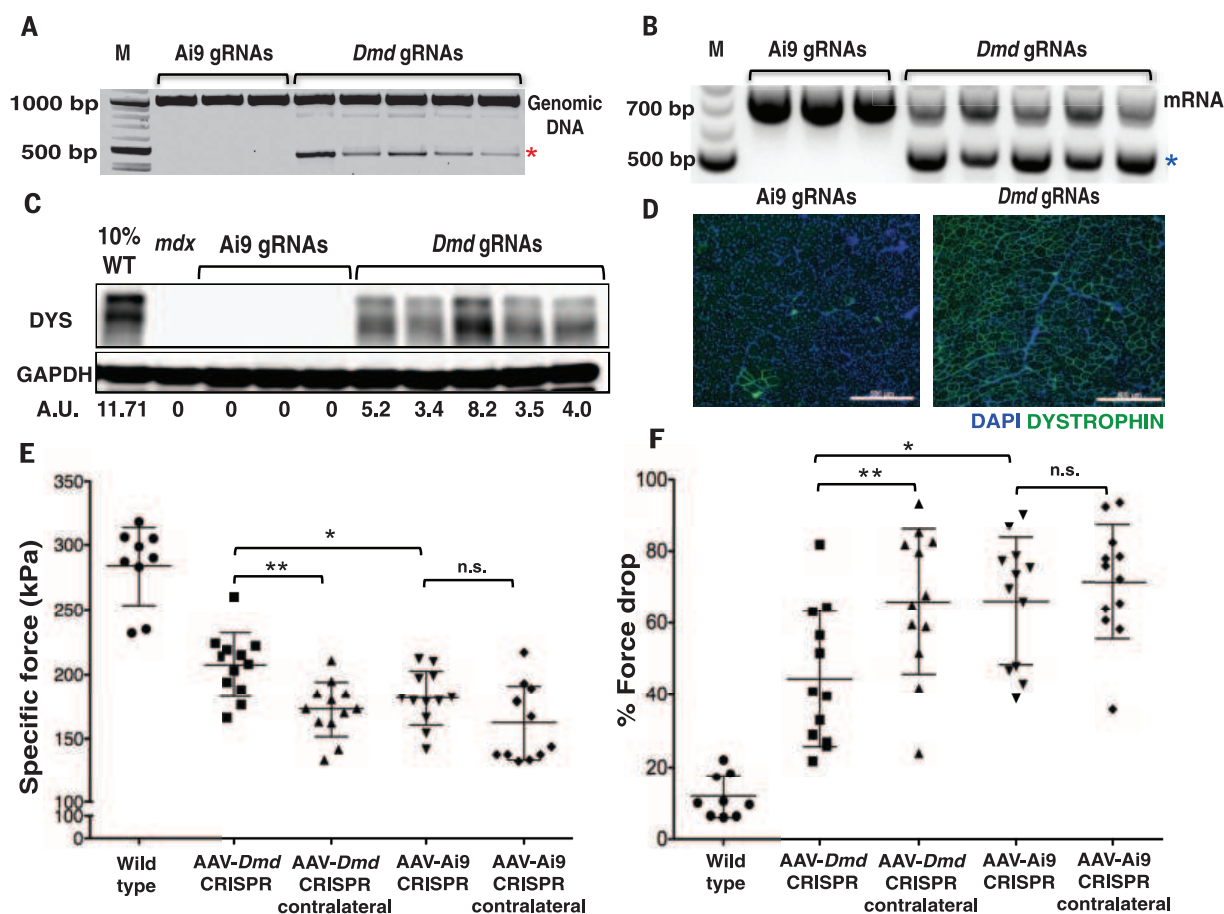 A
M
Ai9 gRNAs
Dmd gRNAs
1000 bp
Genomic
DNA
500 bp
*
B
M
Ai9 gRNAs
Dmd gRNAs
700 bp
mRNA
500 bp
*
C
10%
WT
mdx
Ai9 gRNAs
Dmd gRNAs
DYS
GAPDH
A.U. 11.71 0 0 0 0 5.2 3.4 8.2 3.5 4.0
D
Ai9 gRNAs
Dmd gRNAs
DAPI DYSTROPHIN
E
Specific force (kPa)
350
300
250
200
150
100
100
0
*
**
n.s.
Wild
type
AAV-Dmd
CRISPR
AAV-Dmd
CRISPR
contralateral
AAV-Ai9
CRISPR
AAV-Ai9
CRISPR
contralateral
F
% Force drop
100
80
60
40
20
0
*
**
n.s.
Wild
type
AAV-Dmd
CRISPR
AAV-Dmd
CRISPR
contralateral
AAV-Ai9
CRISPR
AAV-Ai9
CRISPR
contralateral